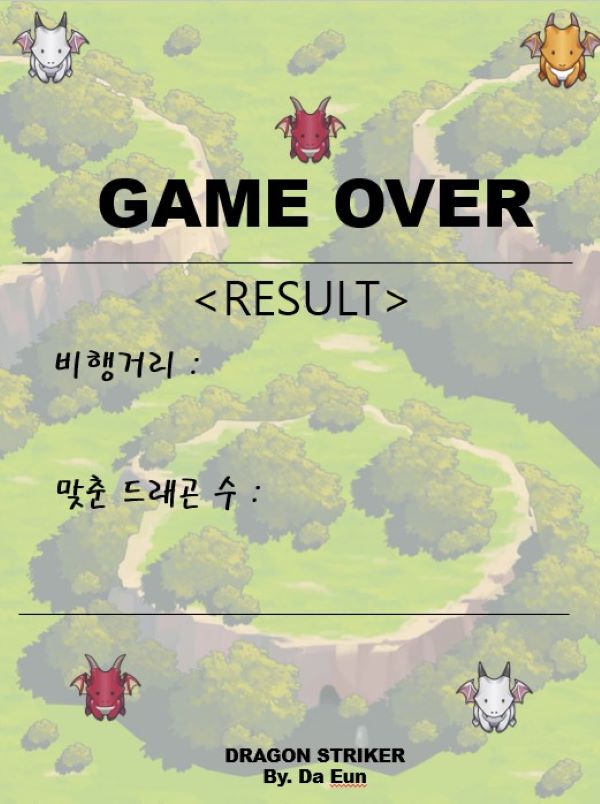 GAME OVER
<RESULT>
비행거리 :
맞춘 드래곤 수 :
DRAGON STRIKER
By. Da Eun